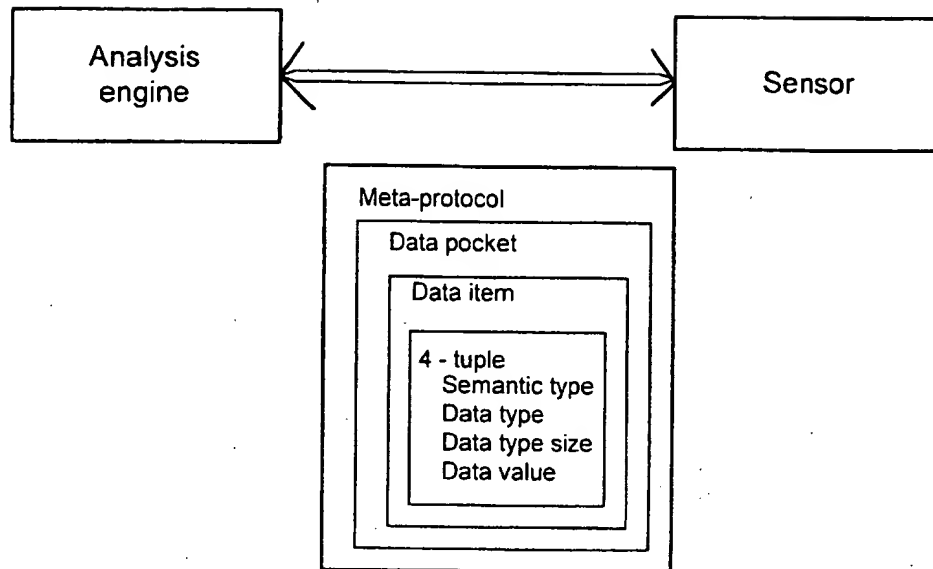 Analysis
engine
Sensor
Meta-protocol
Data pocket
Data item
4 - tuple
Semantic type
Data type
Data type size
Data value